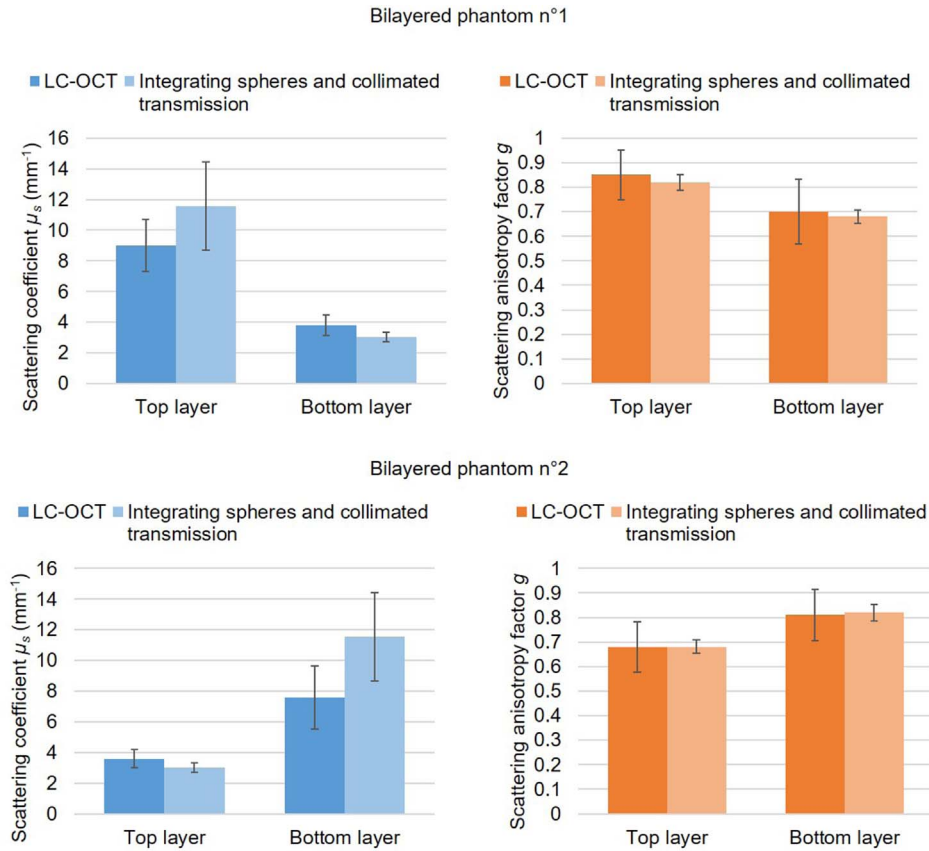 Bilayered phantom n°1
LC-OCT Integrating spheres and collimated
transmission
Scattering coefficient μs (mm-1)
16
14
12
10
8
6
4
2
0
Top layer Bottom layer
LC-OCT Integrating spheres and collimated
transmission
Scattering anisotropy factor g
1
0.9
0.8
0.7
0.6
0.5
0.4
0.3
0.2
0.1
0
Top layer Bottom layer
Bilayered phantom n°2
LC-OCT Integrating spheres and collimated
transmission
Scattering coefficient μs (mm-1)
16
14
12
10
8
6
4
2
0
Top layer Bottom layer
LC-OCT Integrating spheres and collimated
transmission
Scattering anisotropy factor g
1
0.9
0.8
0.7
0.6
0.5
0.4
0.3
0.2
0.1
0
Top layer Bottom layer